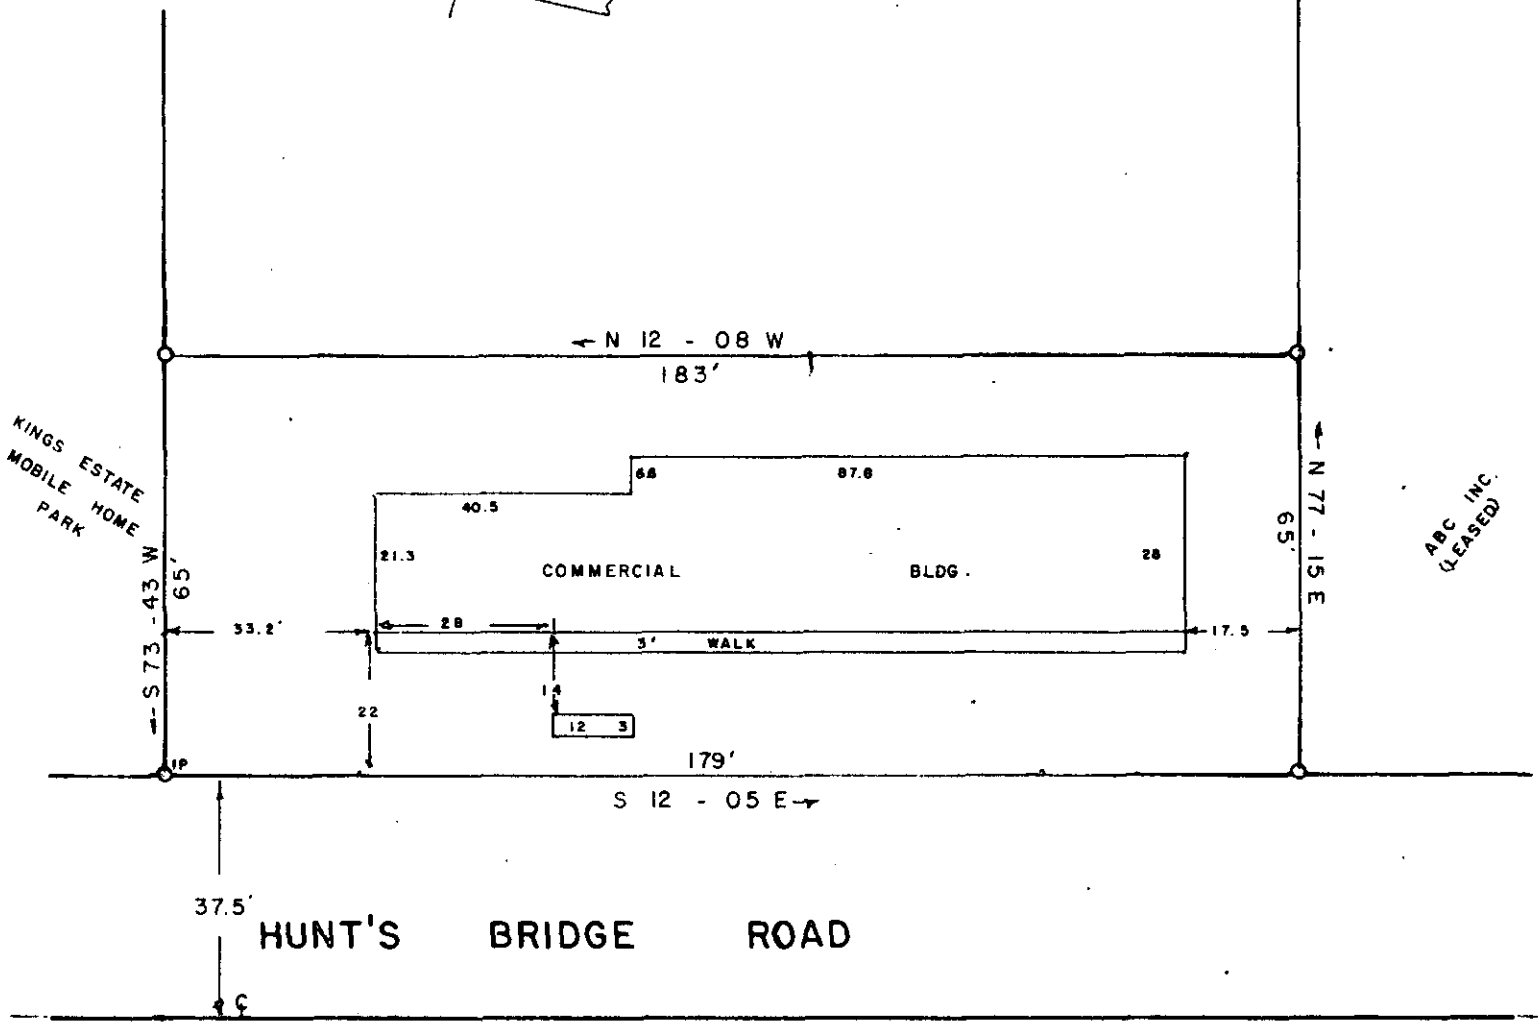 ← N 12 - 08 W
183'
KINGS ESTATE
MOBILE HOME
PARK
← S 73 - 43 W
65'
← N 77 - 15 E
65'
ABC INC.
(LEASED)
87.8
40.5
21.3
28
COMMERCIAL BLDG.
33.2'
28
3' WALK
17.5
14
22
12 3
IP
179'
S 12 - 05 E →
37.5'
HUNT'S BRIDGE ROAD
℄